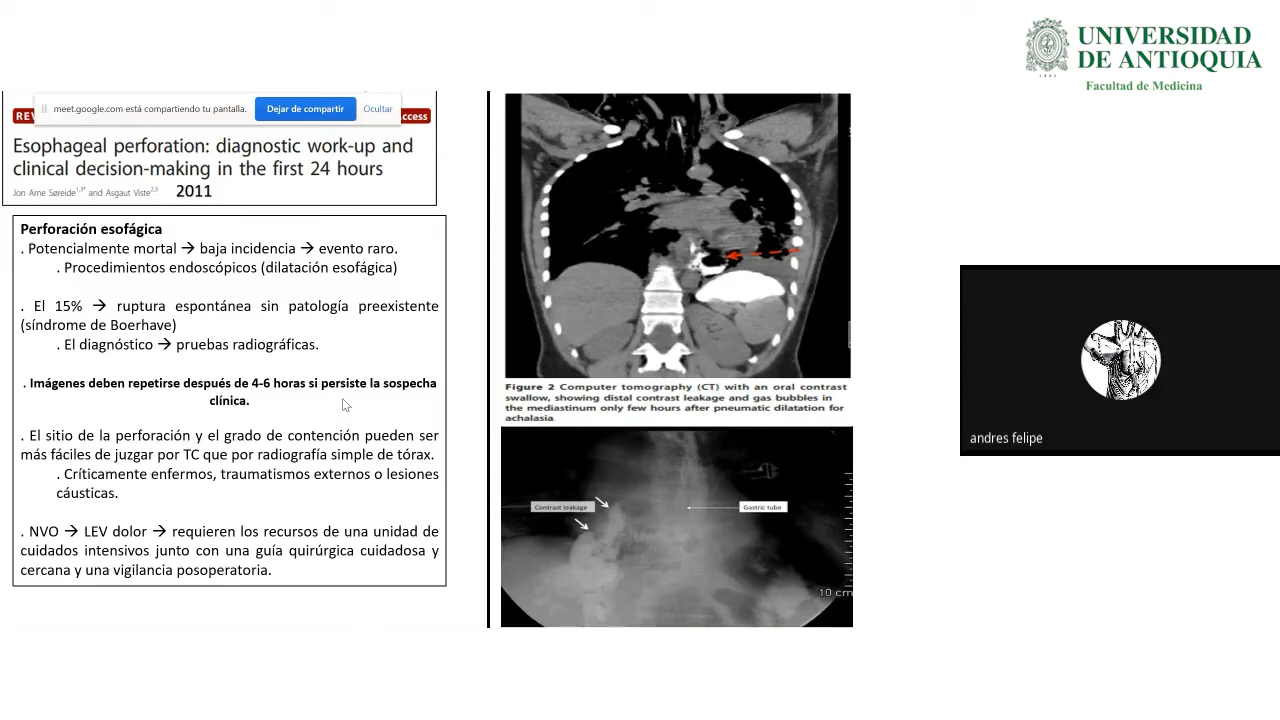 UNIVERSIDAD
DE ANTIOQUIA
Facultad de Medicina
1803
meet.google.com está compartiendo tu pantalla.
Dejar de compartir
Ocultar
REV
ccess
Esophageal perforation: diagnostic work-up and
clinical decision-making in the first 24 hours
Jon Arne Søreide1,3* and Asgaut Viste2,3
2011
Perforación esofágica
. Potencialmente mortal → baja incidencia → evento raro.
. Procedimientos endoscópicos (dilatación esofágica)
. El 15% → ruptura espontánea sin patología preexistente
(síndrome de Boerhave)
. El diagnóstico → pruebas radiográficas.
. Imágenes deben repetirse después de 4-6 horas si persiste la sospecha
clínica.
. El sitio de la perforación y el grado de contención pueden ser
más fáciles de juzgar por TC que por radiografía simple de tórax.
. Críticamente enfermos, traumatismos externos o lesiones
cáusticas.
. NVO → LEV dolor → requieren los recursos de una unidad de
cuidados intensivos junto con una guía quirúrgica cuidadosa y
cercana y una vigilancia posoperatoria.
Figure 2 Computer tomography (CT) with an oral contrast
swallow, showing distal contrast leakage and gas bubbles in
the mediastinum only few hours after pneumatic dilatation for
achalasia.
Contrast leakage
Gastric tube
10 cm
andres felipe